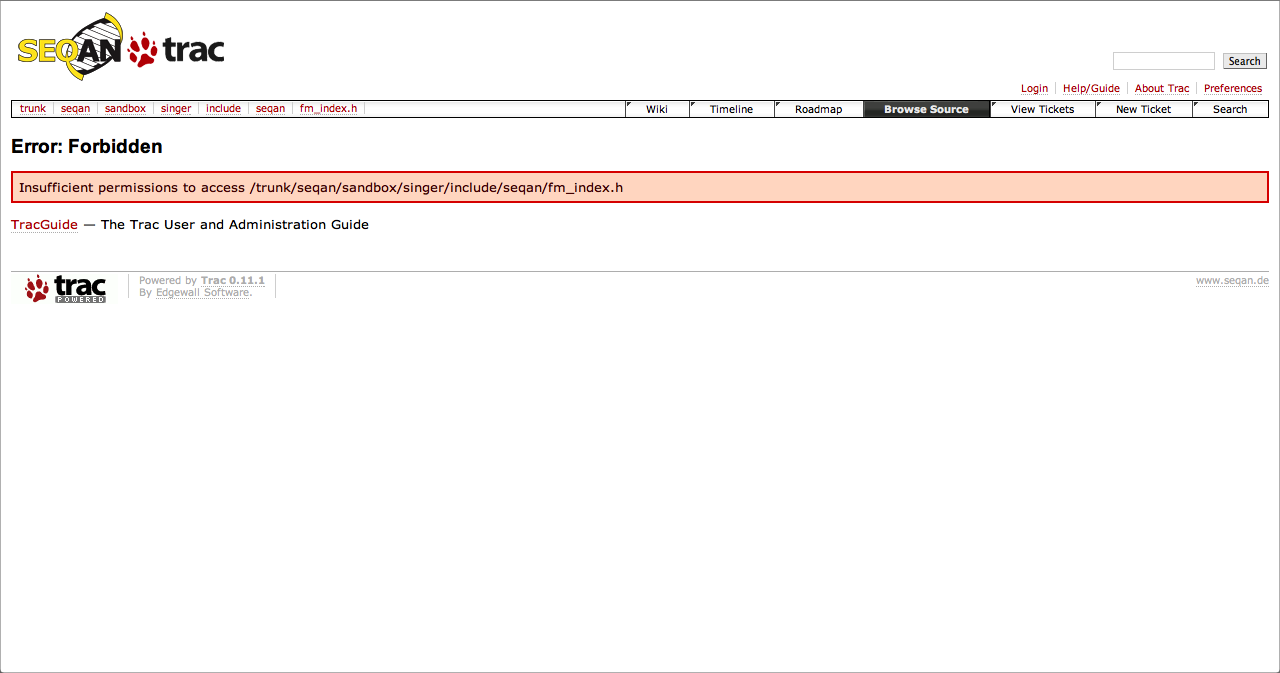 SEQAN trac
Search
Login Help/Guide About Trac Preferences
trunk seqan sandbox singer include seqan fm_index.h Wiki Timeline Roadmap Browse Source View Tickets New Ticket Search
Error: Forbidden
Insufficient permissions to access /trunk/seqan/sandbox/singer/include/seqan/fm_index.h
TracGuide — The Trac User and Administration Guide
trac
POWERED
Powered by Trac 0.11.1
By Edgewall Software.
www.seqan.de